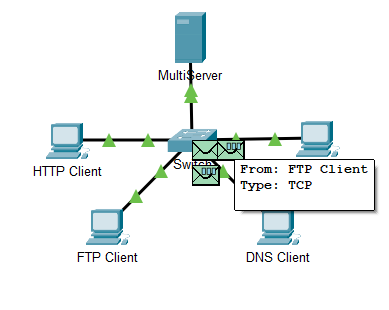 MultiServer
HTTP Client
Switch
From: FTP Client
Type: TCP
FTP Client
DNS Client